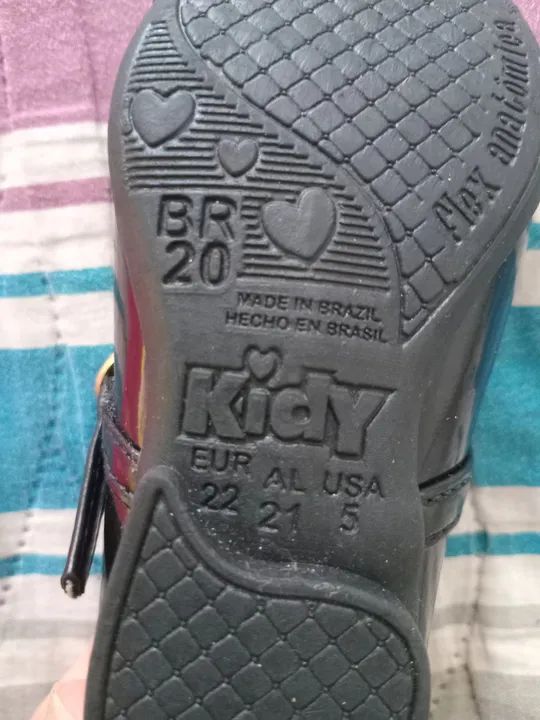 Flex anatômica
BR
20
MADE IN BRAZIL
HECHO EN BRASIL
Kidy
EUR AL USA
22 21 5